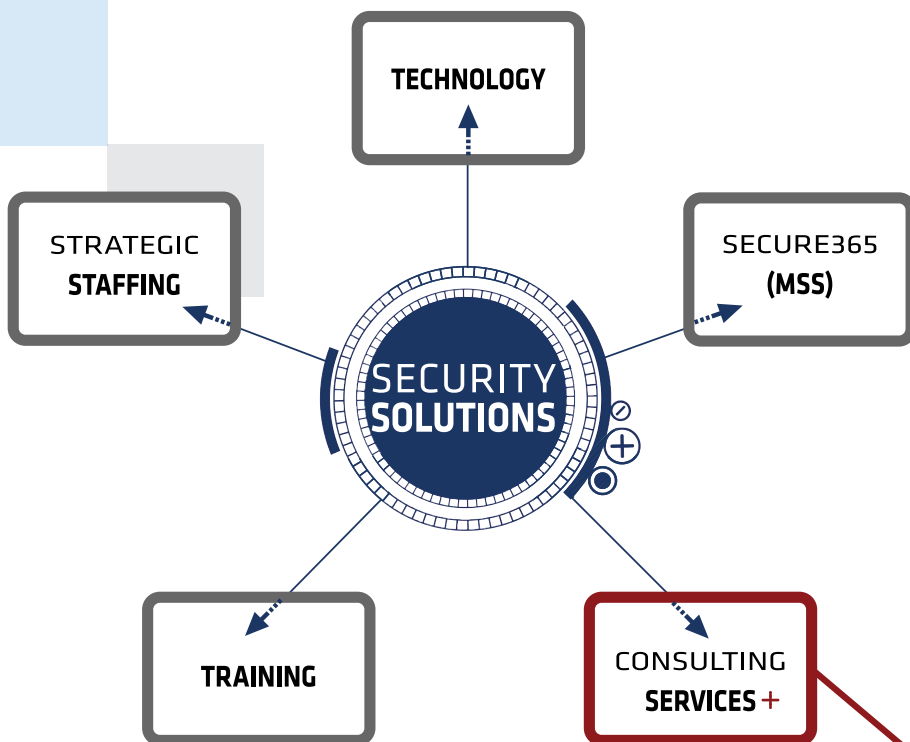 TECHNOLOGY
STRATEGIC
STAFFING
SECURE365
(MSS)
SECURITY
SOLUTIONS
TRAINING
CONSULTING
SERVICES +